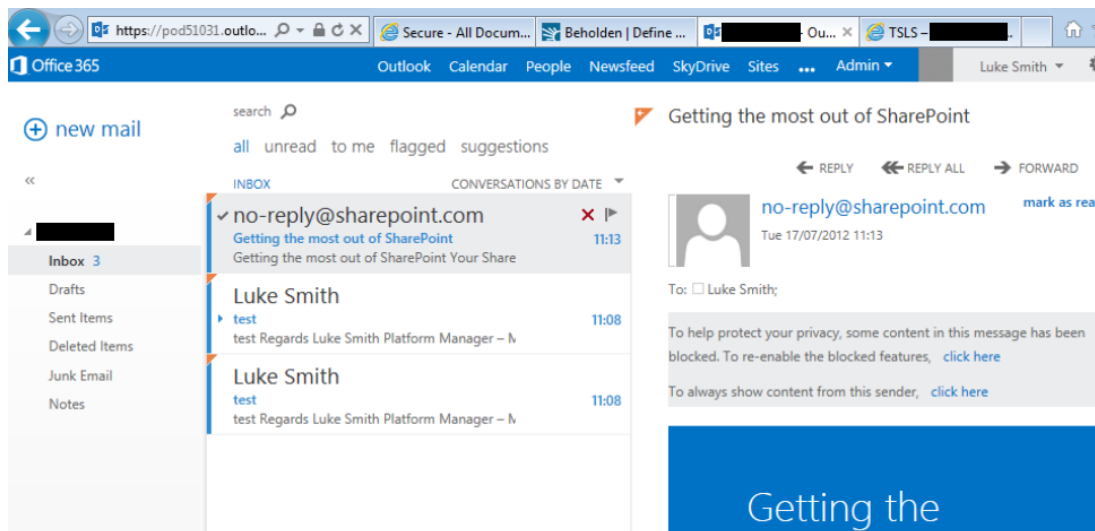 https://pod51031.outlo...
Secure - All Docum...
Beholden | Define ...
- Ou...
TSLS –
Office 365
Outlook Calendar People Newsfeed SkyDrive Sites ... Admin
Luke Smith
new mail
search
all unread to me flagged suggestions
INBOX CONVERSATIONS BY DATE
no-reply@sharepoint.com
Getting the most out of SharePoint 11:13
Getting the most out of SharePoint Your Share
Luke Smith
test 11:08
test Regards Luke Smith Platform Manager – M
Luke Smith
test 11:08
test Regards Luke Smith Platform Manager – M
Inbox 3
Drafts
Sent Items
Deleted Items
Junk Email
Notes
Getting the most out of SharePoint
REPLY REPLY ALL FORWARD
no-reply@sharepoint.com mark as rea
Tue 17/07/2012 11:13
To: Luke Smith;
To help protect your privacy, some content in this message has been
blocked. To re-enable the blocked features, click here
To always show content from this sender, click here
Getting the